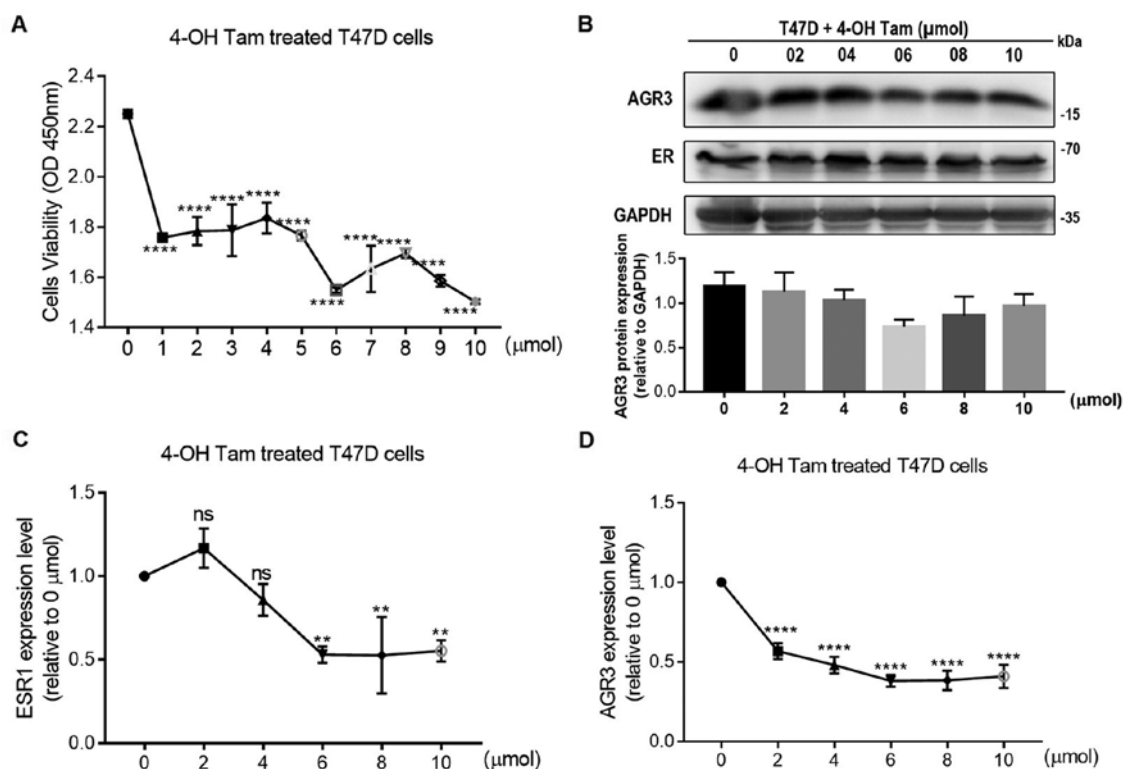 A
4-OH Tam treated T47D cells
Cells Viability (OD 450nm)
2.4
2.2
2.0
1.8
1.6
1.4
****
****
****
****
****
****
****
****
****
****
0 1 2 3 4 5 6 7 8 9 10 (μmol)
B
T47D + 4-OH Tam (μmol)
kDa
0 02 04 06 08 10
AGR3
-15
ER
-70
GAPDH
-35
AGR3 protein expression
(relative to GAPDH)
1.5
1.0
0.5
0.0
0 2 4 6 8 10 (μmol)
C
4-OH Tam treated T47D cells
ESR1 expression level
(relative to 0 μmol)
1.5
1.0
0.5
0.0
ns
ns
**
**
**
0 2 4 6 8 10 (μmol)
D
4-OH Tam treated T47D cells
AGR3 expression level
(relative to 0 μmol)
1.5
1.0
0.5
0.0
****
****
****
****
****
0 2 4 6 8 10 (μmol)